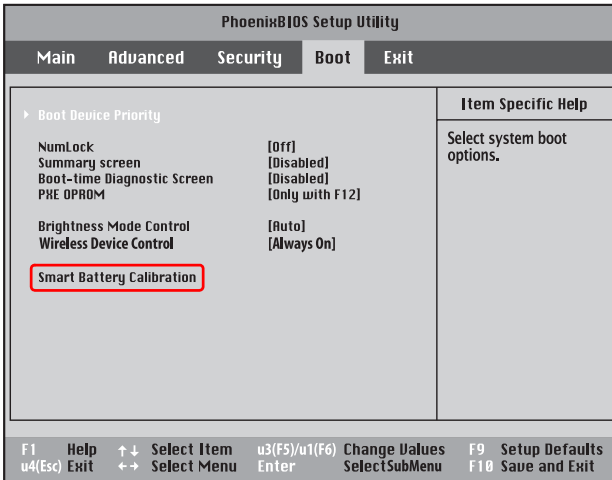 PhoenixBIOS Setup Utility
Main Advanced Security Boot Exit
Boot Device Priority
NumLock [Off]
Summary screen [Disabled]
Boot-time Diagnostic Screen [Disabled]
PXE OPROM [Only with F12]
Brightness Mode Control [Auto]
Wireless Device Control [Always On]
Smart Battery Calibration
Item Specific Help
Select system boot
options.
F1 Help ↑↓ Select Item u3(F5)/u1(F6) Change Values F9 Setup Defaults
u4(Esc) Exit ←→ Select Menu Enter SelectSubMenu F10 Save and Exit